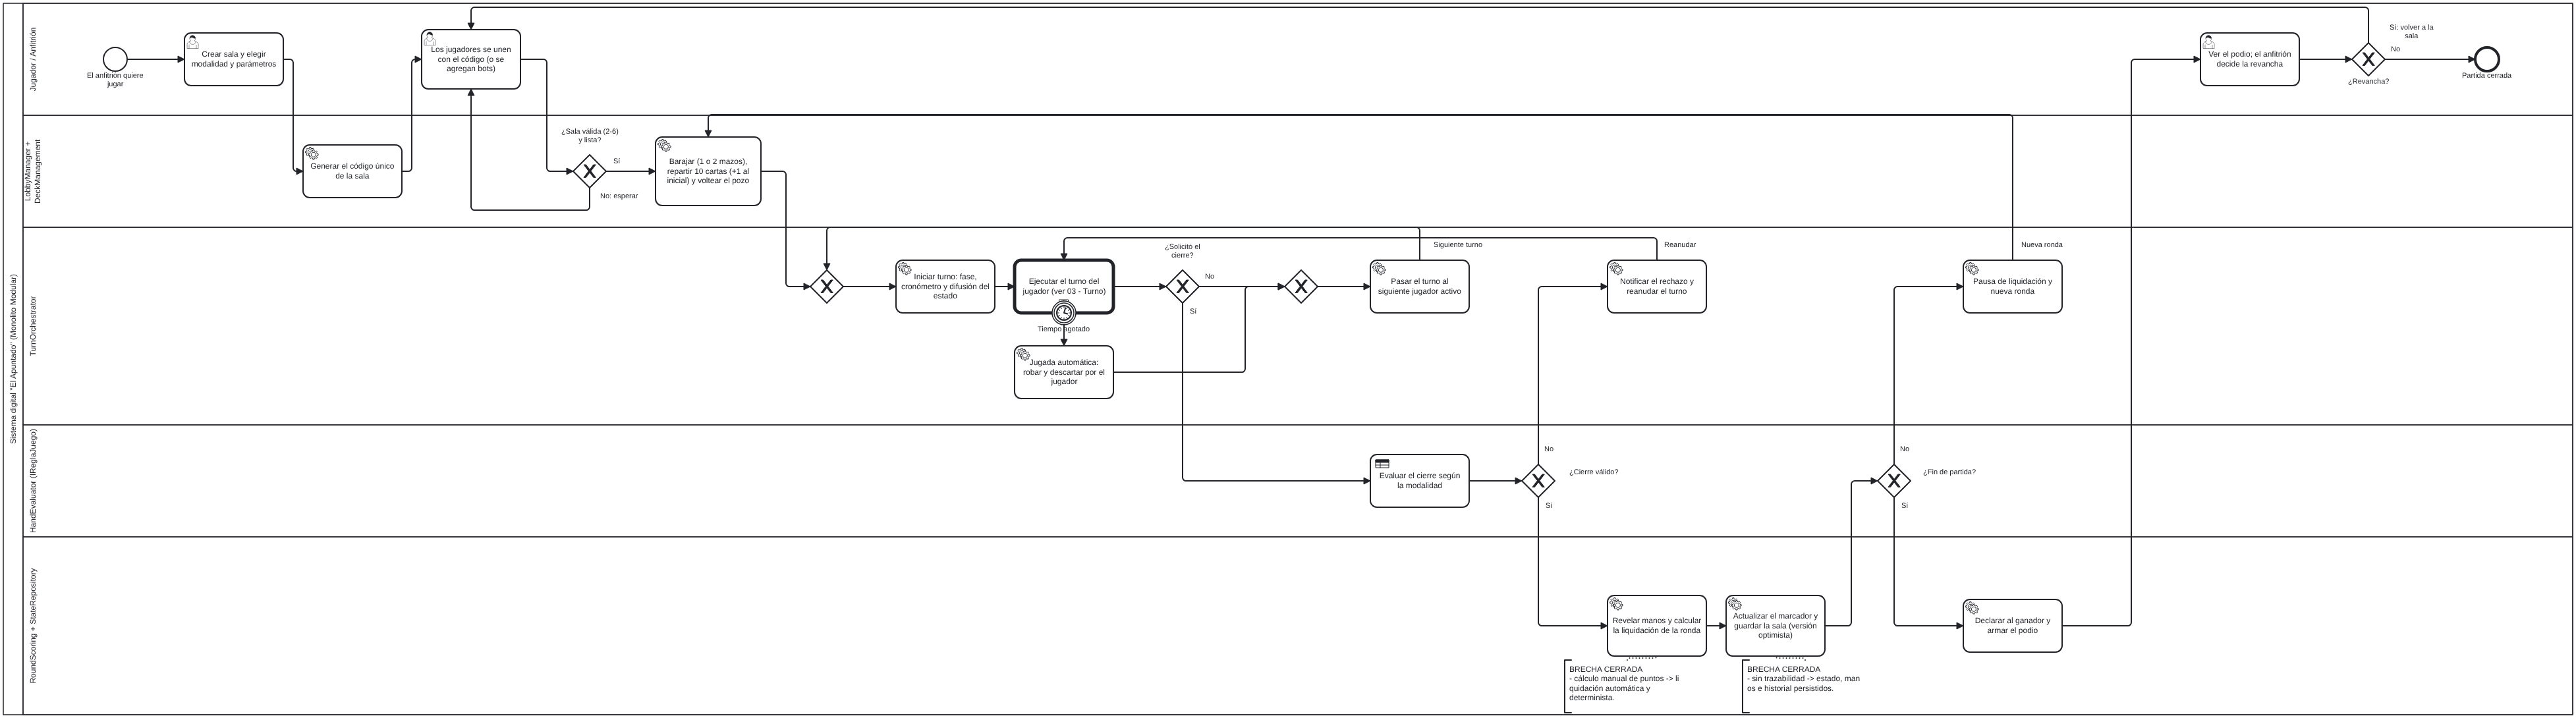 Sistema digital "El Apuntado" (Monolito Modular)
Jugador / Anfitrión
El anfitrión quiere
jugar
Crear sala y elegir
modalidad y parámetros
Los jugadores se unen
con el código (o se
agregan bots)
Ver el podio; el anfitrión
decide la revancha
¿Revancha?
Sí: volver a la
sala
No
Partida cerrada
LobbyManager +
DeckManagement
Generar el código único
de la sala
¿Sala válida (2-6)
y lista?
Sí
No: esperar
Barajar (1 o 2 mazos),
repartir 10 cartas (+1 al
inicial) y voltear el pozo
TurnOrchestrator
Iniciar turno: fase,
cronómetro y difusión del
estado
Ejecutar el turno del
jugador (ver 03 - Turno)
Tiempo agotado
Jugada automática:
robar y descartar por el
jugador
¿Solicitó el
cierre?
No
Sí
Pasar el turno al
siguiente jugador activo
Siguiente turno
Notificar el rechazo y
reanudar el turno
Reanudar
Pausa de liquidación y
nueva ronda
Nueva ronda
HandEvaluator (IReglaJuego)
Evaluar el cierre según
la modalidad
No
¿Cierre válido?
Sí
No
¿Fin de partida?
Sí
RoundScoring + StateRepository
Revelar manos y calcular
la liquidación de la ronda
Actualizar el marcador y
guardar la sala (versión
optimista)
Declarar al ganador y
armar el podio
BRECHA CERRADA
- cálculo manual de puntos -> li
quidación automática y
determinista.
BRECHA CERRADA
- sin trazabilidad -> estado, man
os e historial persistidos.